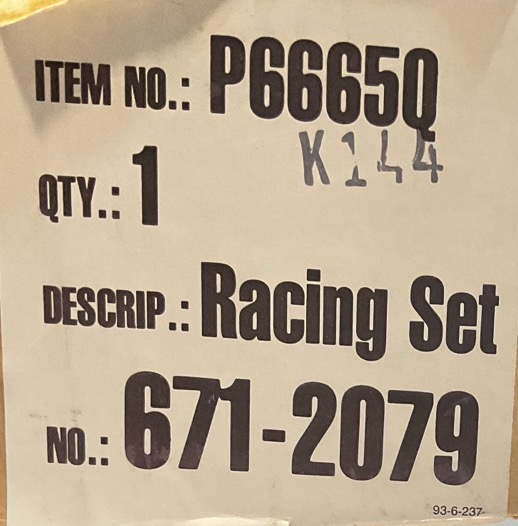 ITEM NO.: P6665Q
K144
QTY.: 1
DESCRIP.: Racing Set
NO.: 671-2079
93-6-237